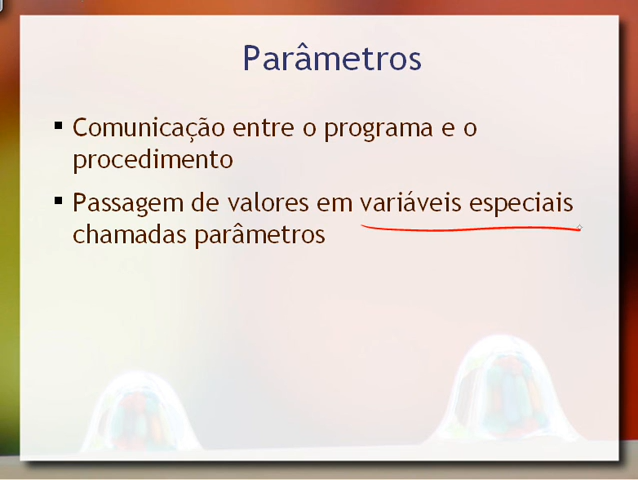 Parâmetros
Comunicação entre o programa e o
procedimento
Passagem de valores em variáveis especiais
chamadas parâmetros